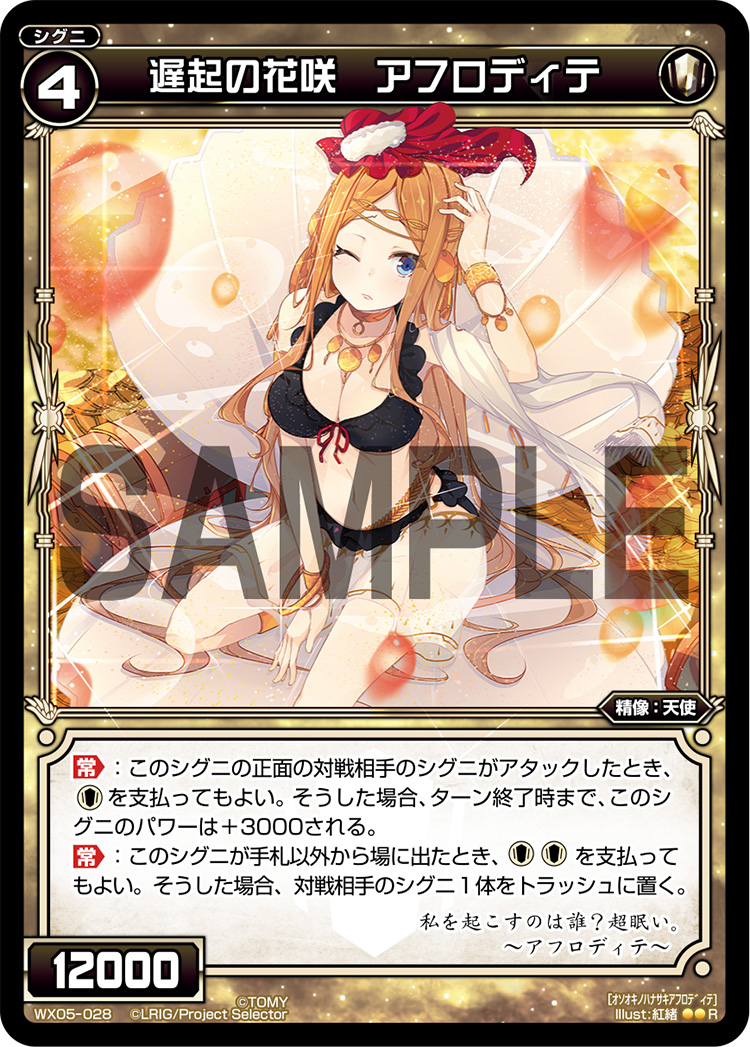 シグニ
4
遅起の花咲　アフロディテ
SAMPLE
精像：天使
常：このシグニの正面の対戦相手のシグニがアタックしたとき、
を支払ってもよい。そうした場合、ターン終了時まで、このシ
グニのパワーは＋3000される。
常：このシグニが手札以外から場に出たとき、 を支払って
もよい。そうした場合、対戦相手のシグニ１体をトラッシュに置く。
私を起こすのは誰？超眠い。
～アフロディテ～
12000
©TOMY
WX05-028 ©LRIG/Project Selector
[オソオキノハナサキアフロディテ]
Illust:紅緒 R